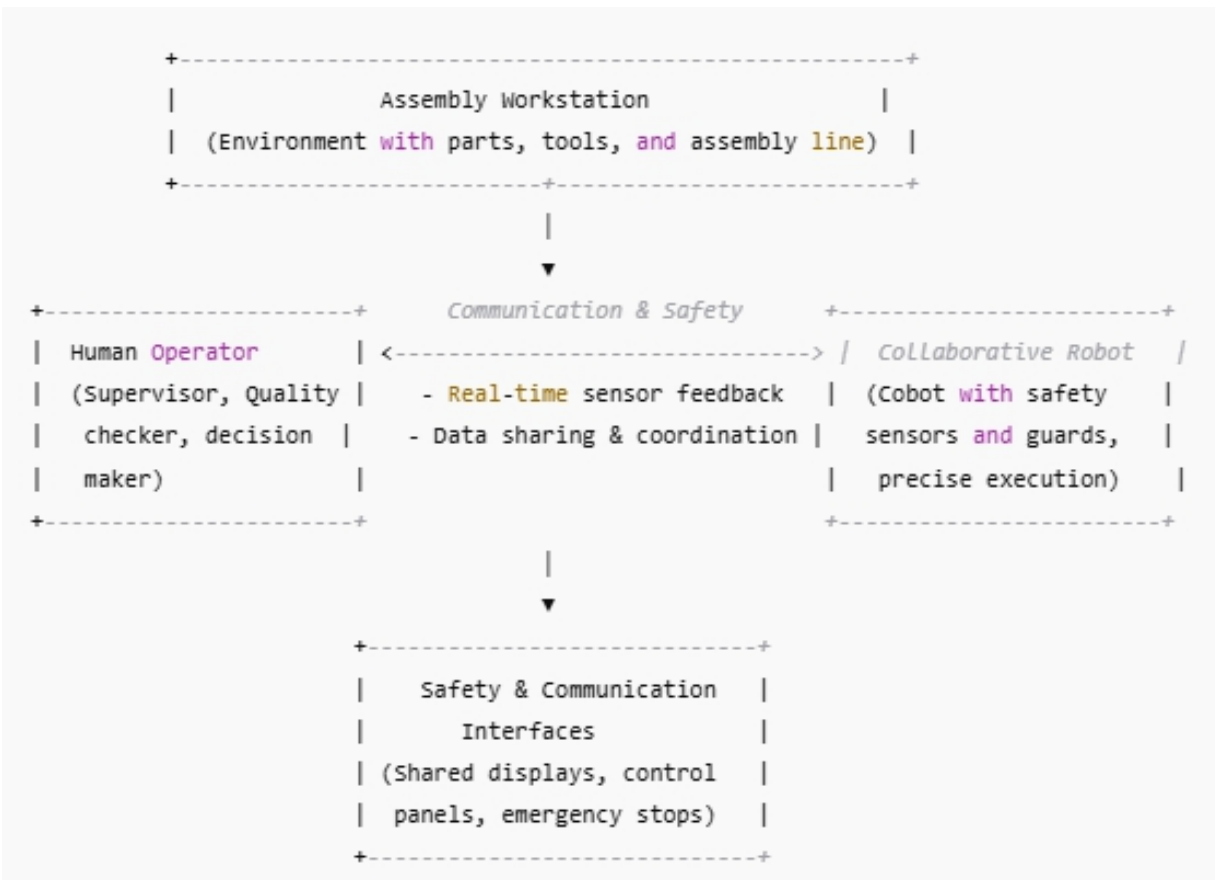 Assembly Workstation
(Environment with parts, tools, and assembly line)
Communication & Safety
Human Operator
(Supervisor, Quality
checker, decision
maker)
- Real-time sensor feedback
- Data sharing & coordination
Collaborative Robot
(Cobot with safety
sensors and guards,
precise execution)
Safety & Communication
Interfaces
(Shared displays, control
panels, emergency stops)